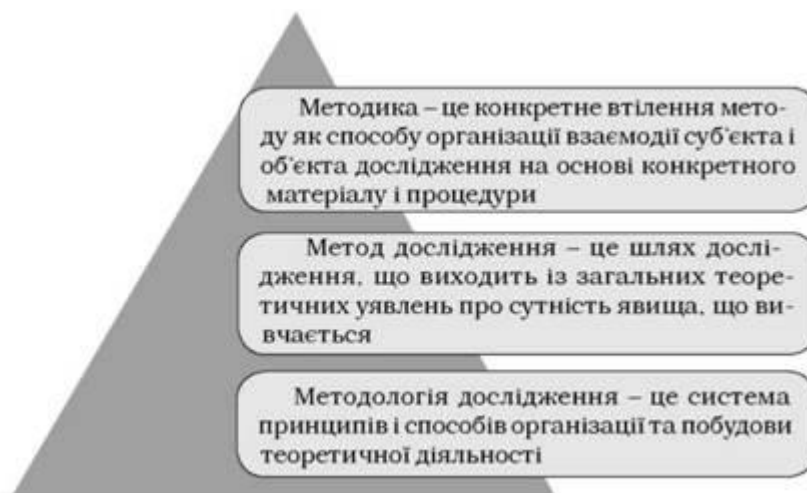 Методика – це конкретне втілення мето-
ду як способу організації взаємодії суб’єкта і
об’єкта дослідження на основі конкретного
матеріалу і процедури
Метод дослідження – це шлях дослі-
дження, що виходить із загальних теоре-
тичних уявлень про сутність явища, що ви-
вчається
Методологія дослідження – це система
принципів і способів організації та побудови
теоретичної діяльності